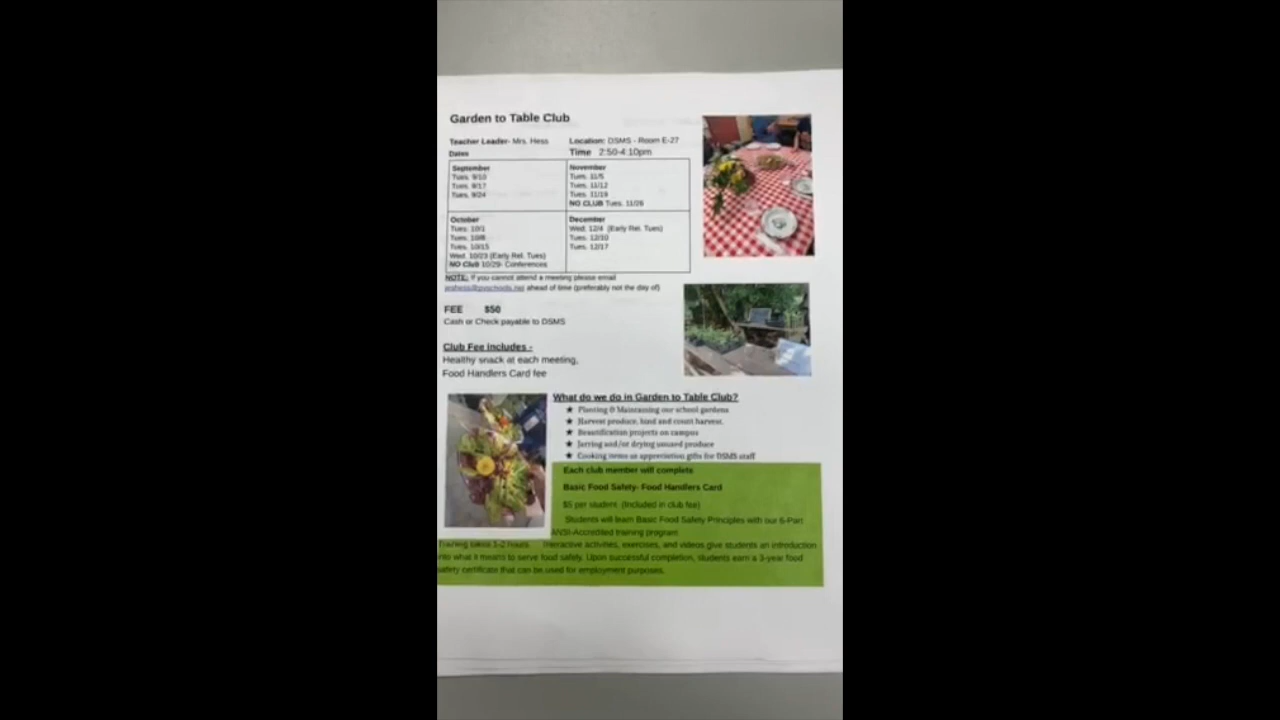 Garden to Table Club
Teacher Leader- Mrs. Hess
Location: DSMS - Room E-27
Dates
Time 2:50-4:10pm
September
Tues. 9/10
Tues. 9/17
Tues. 9/24
November
Tues. 11/5
Tues. 11/12
Tues. 11/19
NO CLUB Tues. 11/26
October
Tues. 10/1
Tues. 10/8
Tues. 10/15
Wed. 10/23 (Early Rel. Tues)
NO Club 10/29- Conferences
December
Wed. 12/4 (Early Rel. Tues)
Tues. 12/10
Tues. 12/17
NOTE: If you cannot attend a meeting please email
ahead of time (preferably not the day of)
FEE $50
Cash or Check payable to DSMS
Club Fee includes -
Healthy snack at each meeting,
Food Handlers Card fee
What do we do in Garden to Table Club?
★ Planting & Maintaining our school gardens
★ Harvest produce, and count harvest.
★ Beautification projects on campus
★ Jarring and/or drying unused produce
★ Cooking items as appreciation gifts for DSMS staff
Each club member will complete
Basic Food Safety- Food Handlers Card
$5 per student (Included in club fee)
Students will learn Basic Food Safety Principles with our 6-Part
ANSI-Accredited training program
Training takes 1-2 hours. Interactive activities, exercises, and videos give students an introduction
into what it means to serve food safely. Upon successful completion, students earn a 3-year food
safety certificate that can be used for employment purposes.